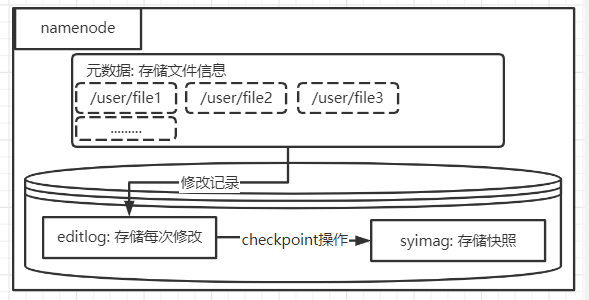 namenode
元数据: 存储文件信息
/user/file1
/user/file2
/user/file3
.........
修改记录
editlog: 存储每次修改
checkpoint操作
syimag: 存储快照